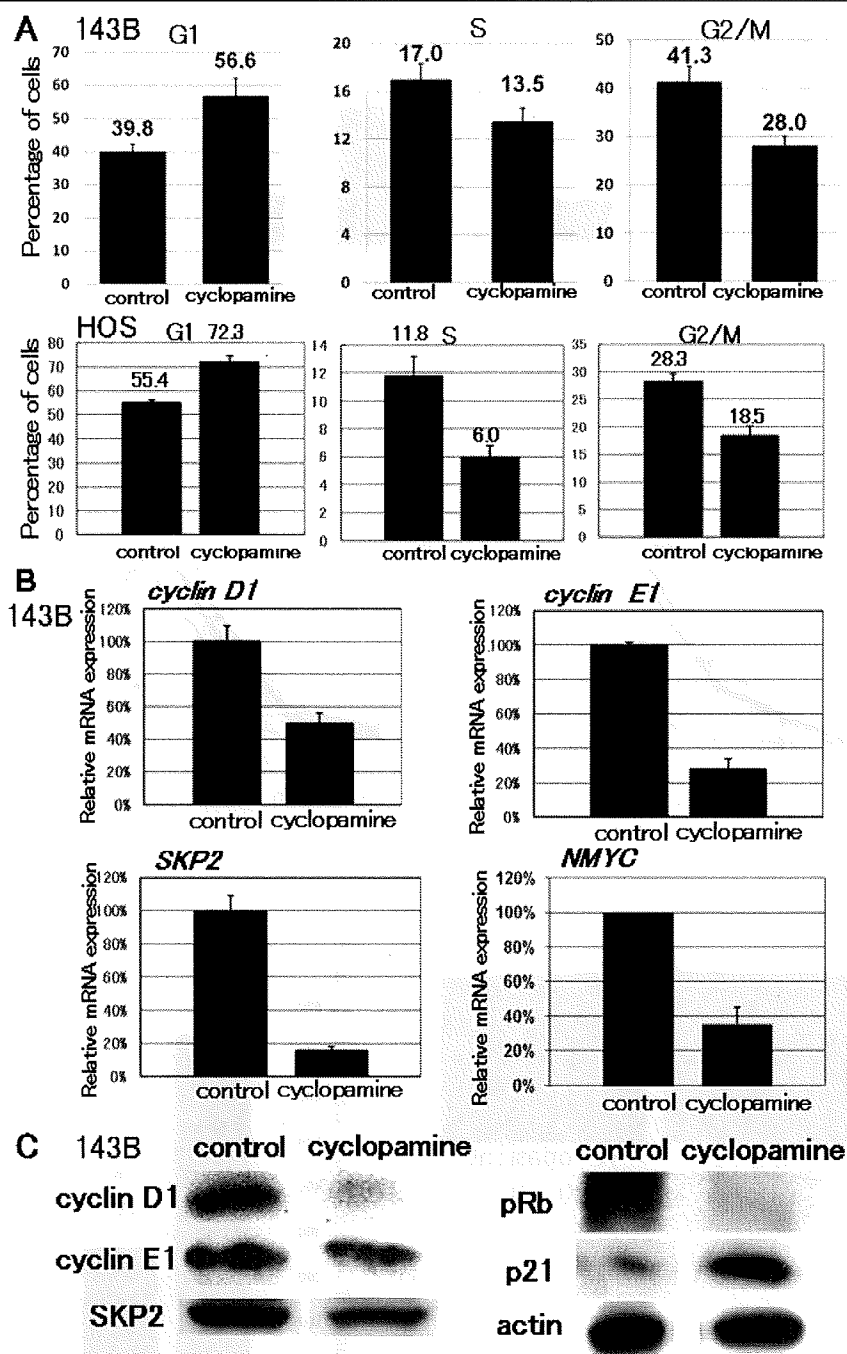 A 143B
G1
Percentage of cells
70
60
50
40
30
20
10
0
39.8
56.6
control cyclopamine
S
20
16
12
8
4
0
17.0
13.5
control cyclopamine
G2/M
50
40
30
20
10
0
41.3
28.0
control cyclopamine
HOS
G1
Percentage of cells
80
70
60
50
40
30
20
10
0
55.4
72.3
control cyclopamine
S
14
12
10
8
6
4
2
0
11.8
6.0
control cyclopamine
G2/M
35
30
25
20
15
10
5
0
28.3
18.5
control cyclopamine
B
143B
cyclin D1
Relative mRNA expression
120%
100%
80%
60%
40%
20%
0%
control cyclopamine
cyclin E1
Relative mRNA expression
120%
100%
80%
60%
40%
20%
0%
control cyclopamine
SKP2
Relative mRNA expression
120%
100%
80%
60%
40%
20%
0%
control cyclopamine
NMYC
Relative mRNA expression
120%
100%
80%
60%
40%
20%
0%
control cyclopamine
C 143B
control cyclopamine
cyclin D1
cyclin E1
SKP2
control cyclopamine
pRb
p21
actin